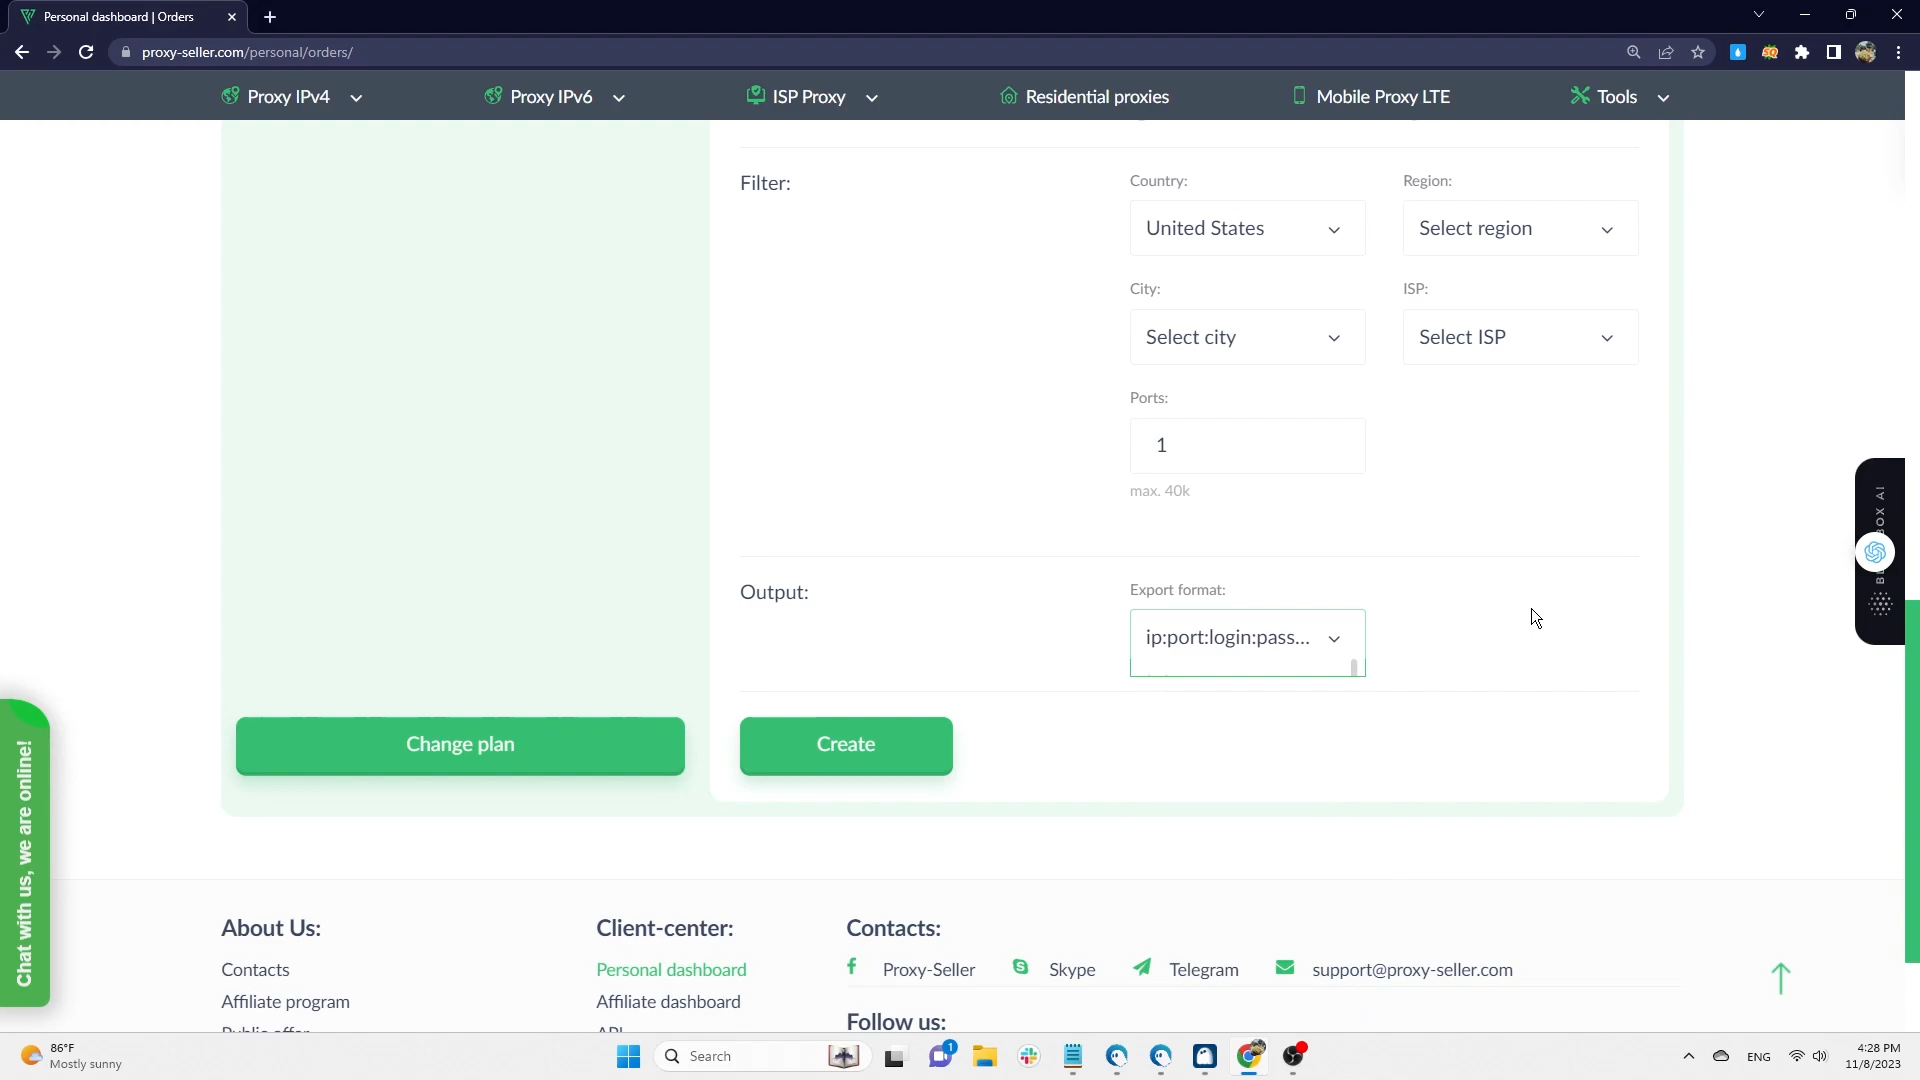 Personal dashboard | Orders
proxy-seller.com/personal/orders/
Proxy IPv4
Proxy IPv6
ISP Proxy
Residential proxies
Mobile Proxy LTE
Tools
Filter:
Country:
Region:
United States
Select region
City:
ISP:
Select city
Select ISP
Ports:
1
max. 40k
Output:
Export format:
ip:port:login:pass...
Change plan
Create
Chat with us, we are online!
About Us:
Client-center:
Contacts:
Contacts
Personal dashboard
Proxy-Seller
Skype
Telegram
support@proxy-seller.com
Affiliate program
Affiliate dashboard
Public offer
API
Follow us:
86°F
Mostly sunny
Search
1
ENG
4:28 PM
11/8/2023